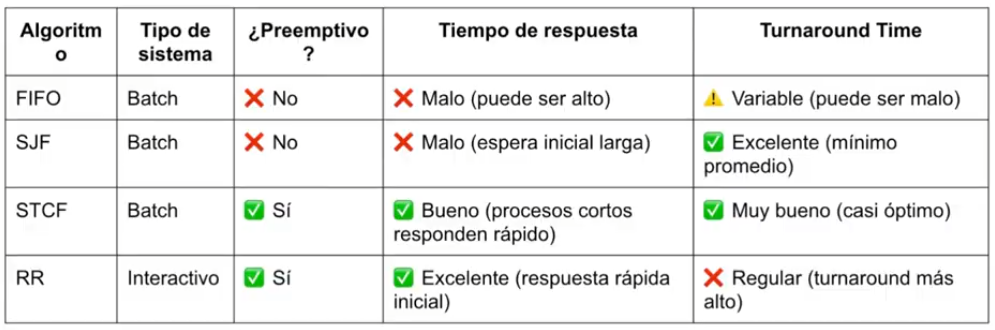 Algoritm
o
Tipo de
sistema
¿Preemptivo
?
Tiempo de respuesta
Turnaround Time
FIFO
Batch
❌ No
❌ Malo (puede ser alto)
⚠️ Variable (puede ser malo)
SJF
Batch
❌ No
❌ Malo (espera inicial larga)
✅ Excelente (mínimo
promedio)
STCF
Batch
✅ Sí
✅ Bueno (procesos cortos
responden rápido)
✅ Muy bueno (casi óptimo)
RR
Interactivo
✅ Sí
✅ Excelente (respuesta rápida
inicial)
❌ Regular (turnaround más
alto)